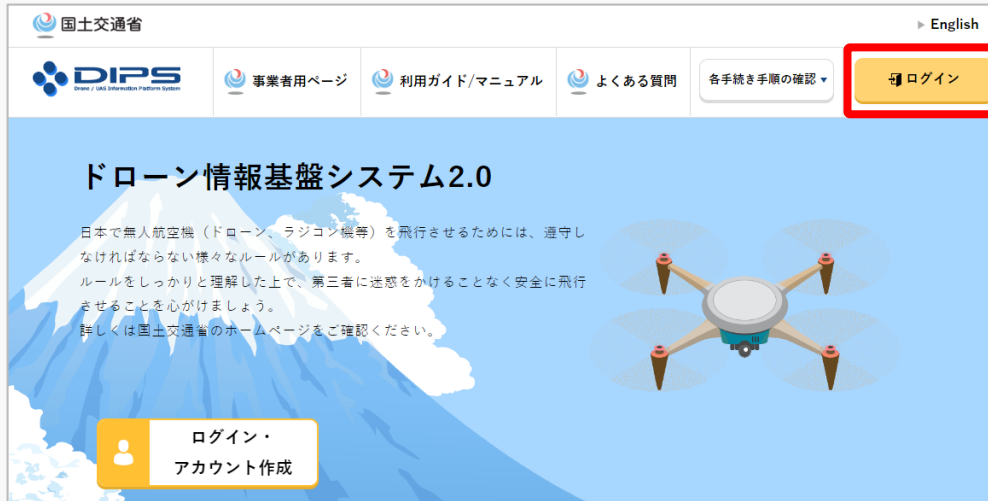 国土交通省
▶ English
DIPS
Drone / UAS Information Platform System
事業者用ページ
利用ガイド/マニュアル
よくある質問
各手続き手順の確認▼
ログイン
ドローン情報基盤システム2.0
日本で無人航空機（ドローン、ラジコン機等）を飛行させるためには、遵守し
なければならない様々なルールがあります。
ルールをしっかりと理解した上で、第三者に迷惑をかけることなく安全に飛行
させることを心がけましょう。
詳しくは国土交通省のホームページをご確認ください。
ログイン・
アカウント作成